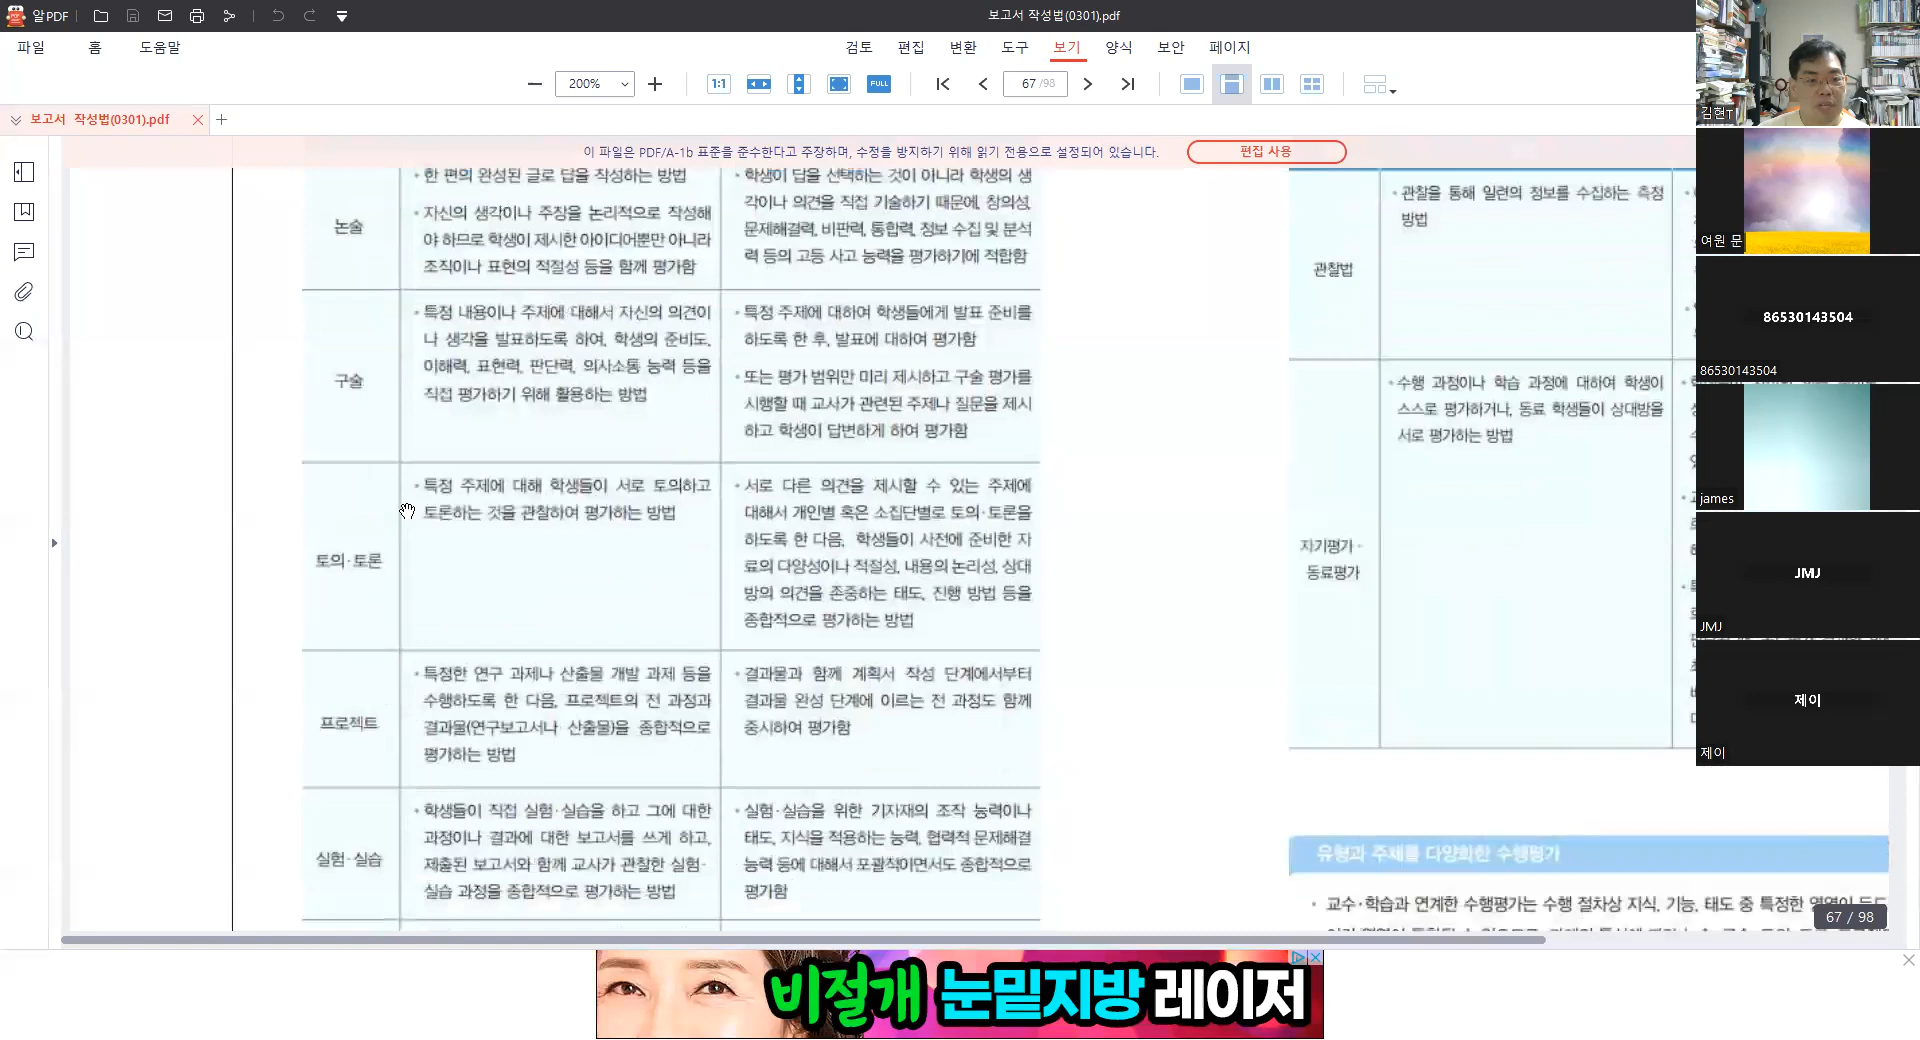 알PDF
보고서 작성법(0301).pdf
파일
홈
도움말
검토
편집
변환
도구
보기
양식
보안
페이지
200%
1:1
FULL
67 /98
보고서 작성법(0301).pdf
이 파일은 PDF/A-1b 표준을 준수한다고 주장하며, 수정을 방지하기 위해 읽기 전용으로 설정되어 있습니다.
편집 사용
논술
• 한 편의 완성된 글로 답을 작성하는 방법
• 자신의 생각이나 주장을 논리적으로 작성해
야 하므로 학생이 제시한 아이디어뿐만 아니라
조직이나 표현의 적절성 등을 함께 평가함
• 학생이 답을 선택하는 것이 아니라 학생의 생
각이나 의견을 직접 기술하기 때문에, 창의성,
문제해결력, 비판력, 통합력, 정보 수집 및 분석
력 등의 고등 사고 능력을 평가하기에 적합함
구술
• 특정 내용이나 주제에 대해서 자신의 의견이
나 생각을 발표하도록 하여, 학생의 준비도,
이해력, 표현력, 판단력, 의사소통 능력 등을
직접 평가하기 위해 활용하는 방법
• 특정 주제에 대하여 학생들에게 발표 준비를
하도록 한 후, 발표에 대하여 평가함
• 또는 평가 범위만 미리 제시하고 구술 평가를
시행할 때 교사가 관련된 주제나 질문을 제시
하고 학생이 답변하게 하여 평가함
토의·토론
• 특정 주제에 대해 학생들이 서로 토의하고
토론하는 것을 관찰하여 평가하는 방법
• 서로 다른 의견을 제시할 수 있는 주제에
대해서 개인별 혹은 소집단별로 토의·토론을
하도록 한 다음, 학생들이 사전에 준비한 자
료의 다양성이나 적절성, 내용의 논리성, 상대
방의 의견을 존중하는 태도, 진행 방법 등을
종합적으로 평가하는 방법
프로젝트
• 특정한 연구 과제나 산출물 개발 과제 등을
수행하도록 한 다음, 프로젝트의 전 과정과
결과물(연구보고서나 산출물)을 종합적으로
평가하는 방법
• 결과물과 함께 계획서 작성 단계에서부터
결과물 완성 단계에 이르는 전 과정도 함께
중시하여 평가함
실험·실습
• 학생들이 직접 실험·실습을 하고 그에 대한
과정이나 결과에 대한 보고서를 쓰게 하고,
제출된 보고서와 함께 교사가 관찰한 실험·
실습 과정을 종합적으로 평가하는 방법
• 실험·실습을 위한 기자재의 조작 능력이나
태도, 지식을 적용하는 능력, 협력적 문제해결
능력 등에 대해서 포괄적이면서도 종합적으로
평가함
관찰법
• 관찰을 통해 일련의 정보를 수집하는 측정
방법
자기평가·
동료평가
• 수행 과정이나 학습 과정에 대하여 학생이
스스로 평가하거나, 동료 학생들이 상대방을
서로 평가하는 방법
유형과 주체를 다양화한 수행평가
• 교수·학습과 연계한 수행평가는 수행 절차상 지식, 기능, 태도 중 특정한
67 / 98
김현T
여원 문
86530143504
86530143504
james
JMJ
JMJ
제이
제이
비절개 눈밑지방 레이저